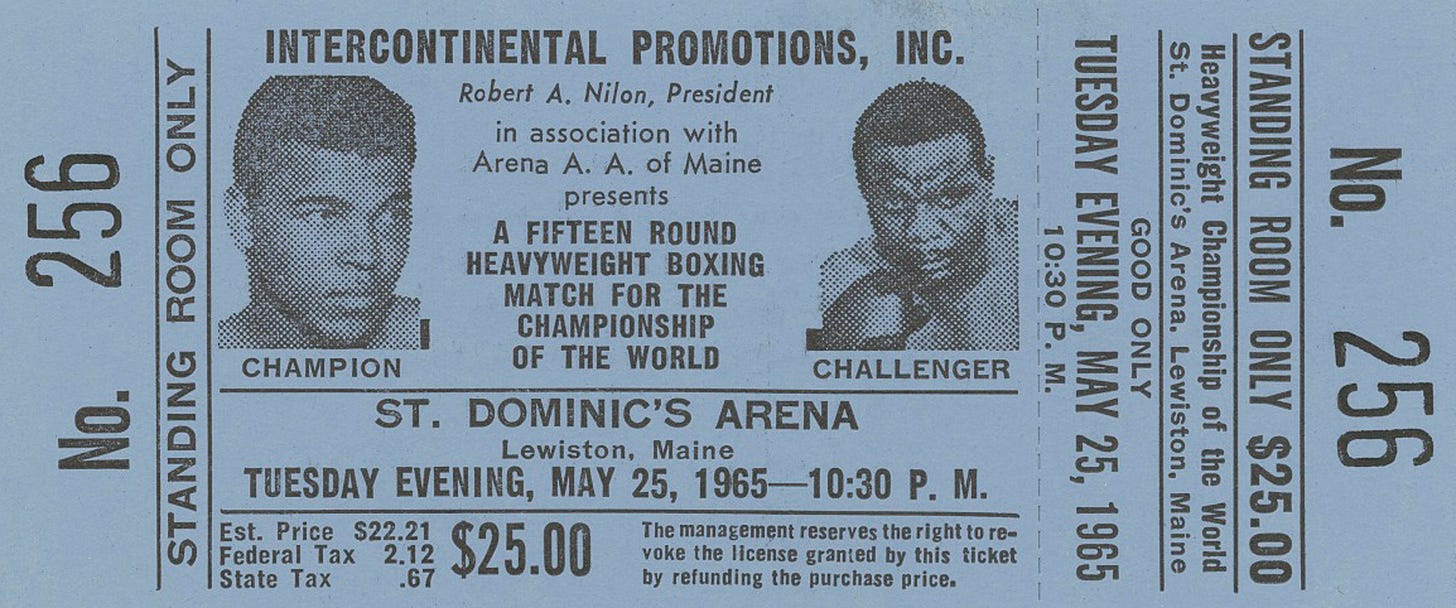 No. 256
STANDING ROOM ONLY
INTERCONTINENTAL PROMOTIONS, INC.
Robert A. Nilon, President
in association with
Arena A. A. of Maine
presents
A FIFTEEN ROUND
HEAVYWEIGHT BOXING
MATCH FOR THE
CHAMPIONSHIP
OF THE WORLD
CHAMPION
CHALLENGER
ST. DOMINIC'S ARENA
Lewiston, Maine
TUESDAY EVENING, MAY 25, 1965—10:30 P. M.
Est. Price $22.21
Federal Tax 2.12
State Tax .67
$25.00
The management reserves the right to re-
voke the license granted by this ticket
by refunding the purchase price.
No. 256
STANDING ROOM ONLY $25.00
Heavyweight Championship of the World
St. Dominic's Arena, Lewiston, Maine
GOOD ONLY
TUESDAY EVENING, MAY 25, 1965
10:30 P. M.